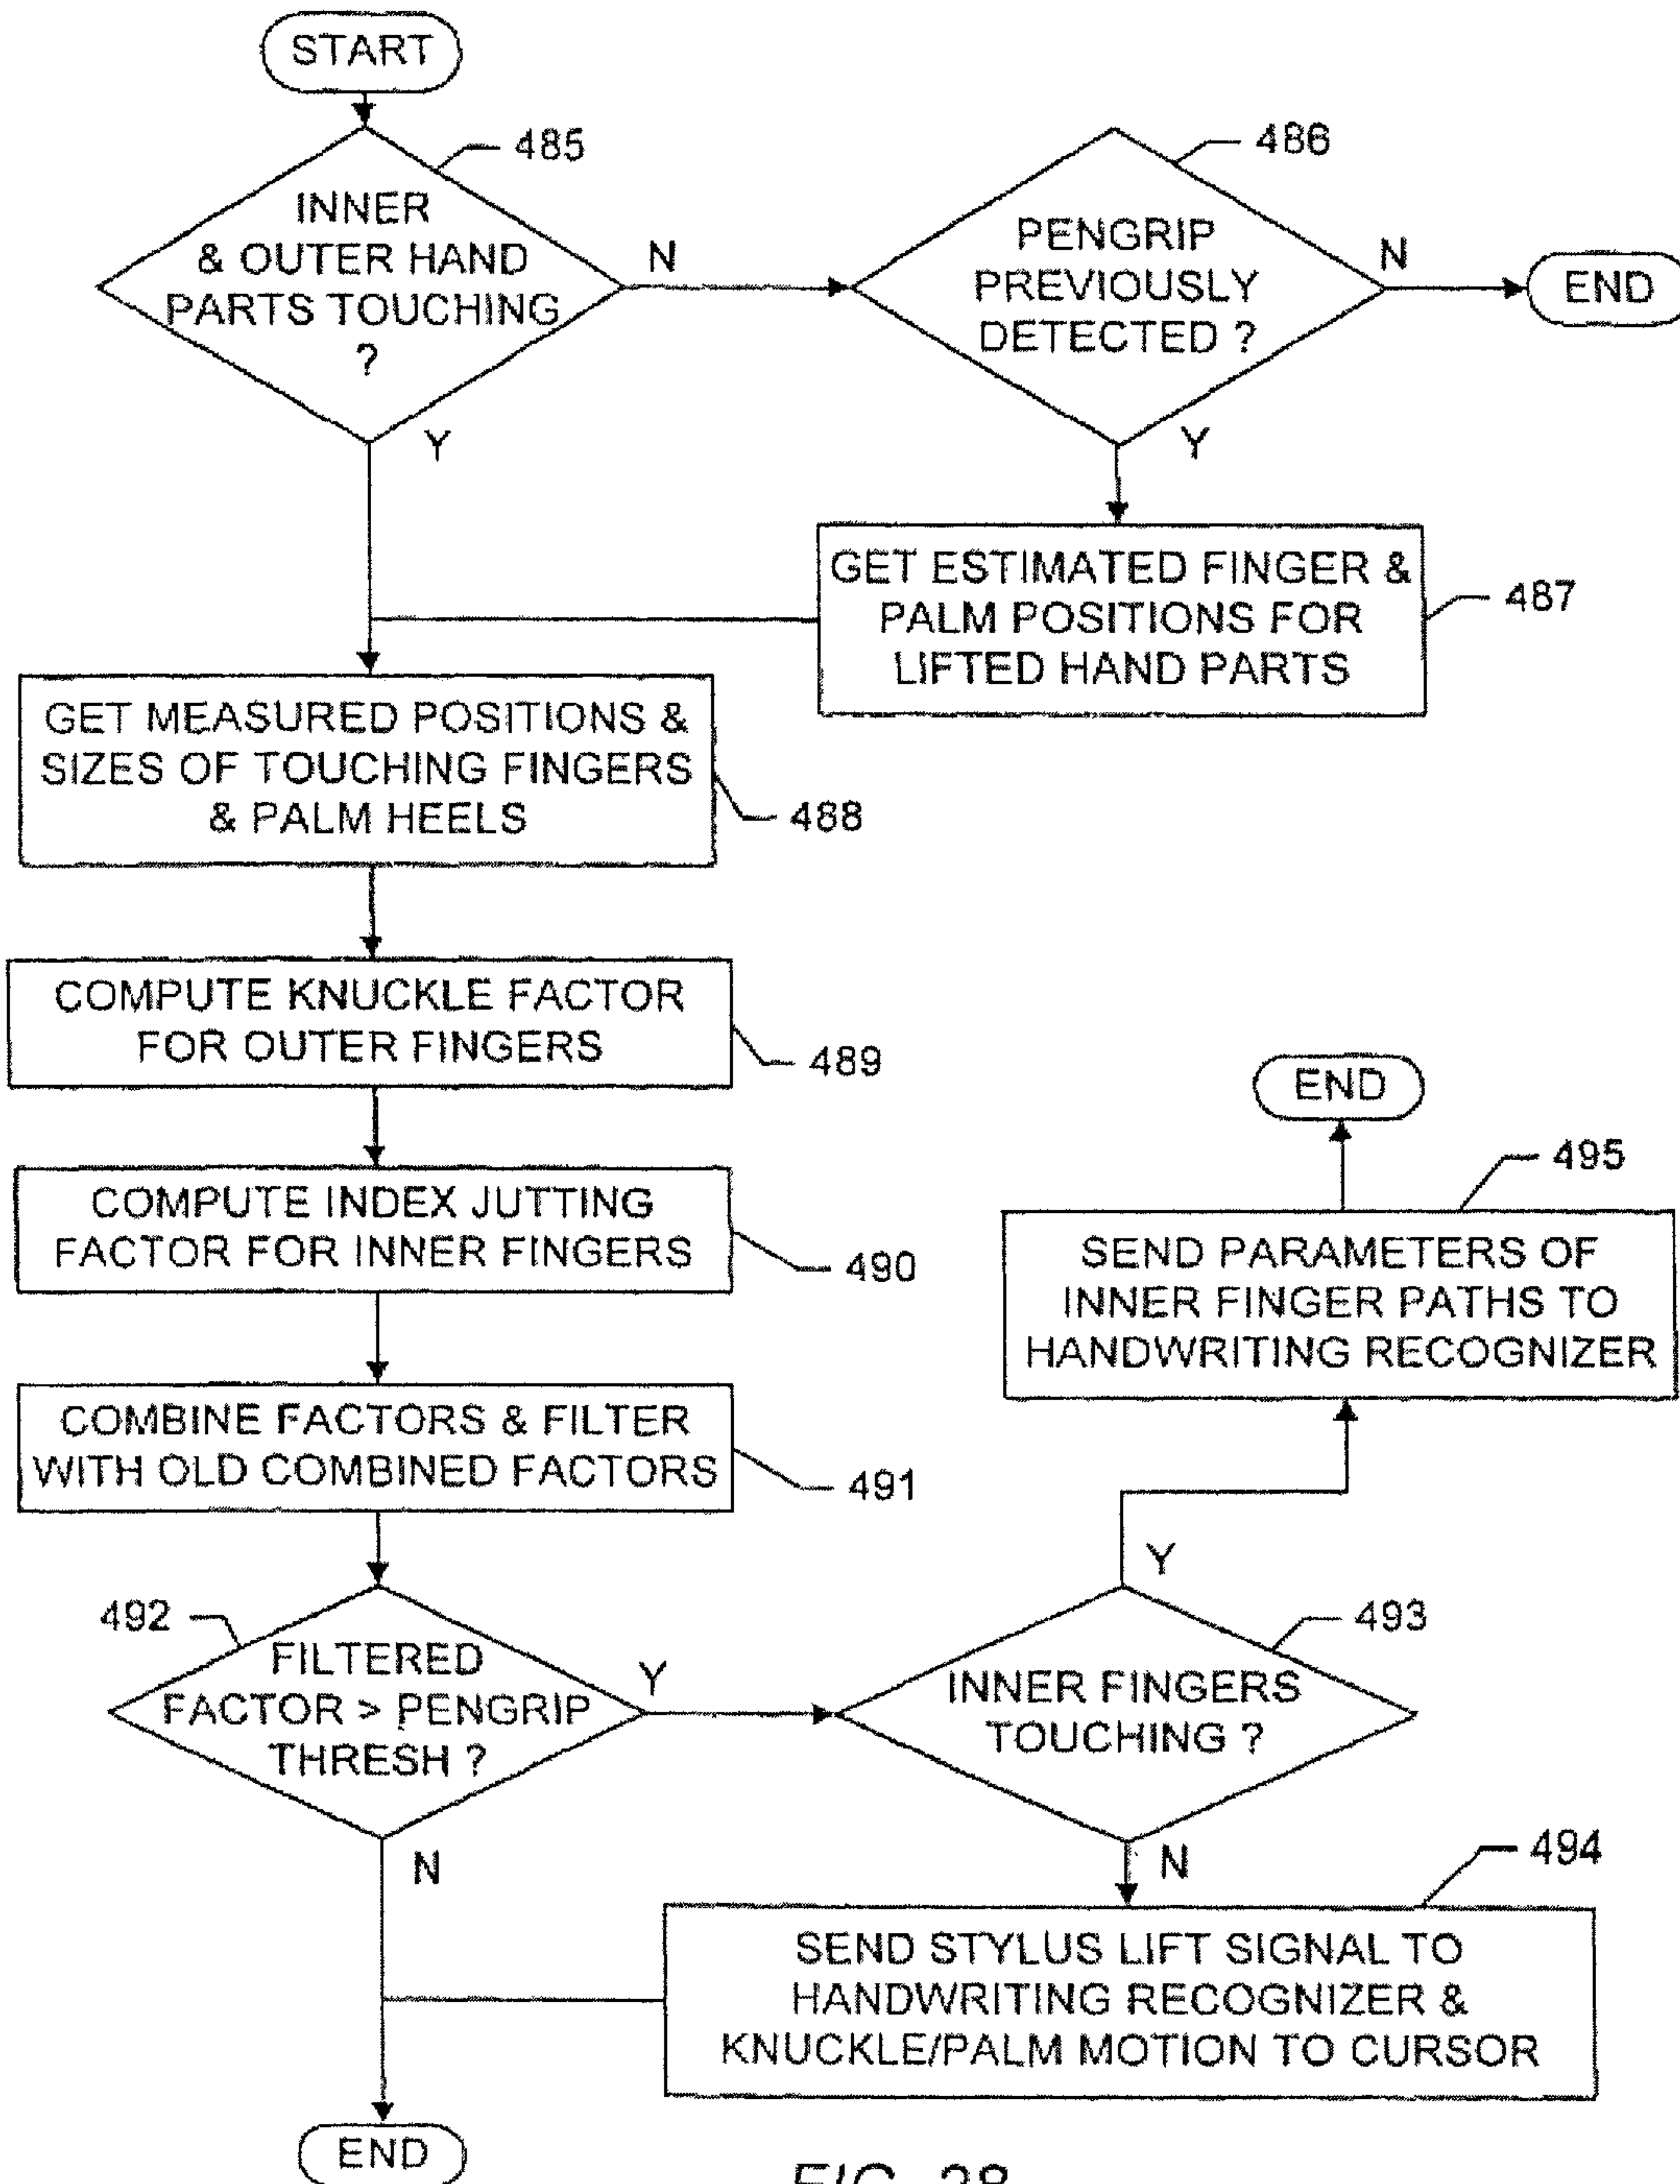 START
485
INNER
& OUTER HAND
PARTS TOUCHING
?
N
Y
486
PENGRIP
PREVIOUSLY
DETECTED ?
N
END
Y
GET ESTIMATED FINGER &
PALM POSITIONS FOR
LIFTED HAND PARTS
487
GET MEASURED POSITIONS &
SIZES OF TOUCHING FINGERS
& PALM HEELS
488
COMPUTE KNUCKLE FACTOR
FOR OUTER FINGERS
489
COMPUTE INDEX JUTTING
FACTOR FOR INNER FINGERS
490
COMBINE FACTORS & FILTER
WITH OLD COMBINED FACTORS
491
492
FILTERED
FACTOR > PENGRIP
THRESH ?
Y
N
493
INNER FINGERS
TOUCHING ?
Y
N
END
495
SEND PARAMETERS OF
INNER FINGER PATHS TO
HANDWRITING RECOGNIZER
494
SEND STYLUS LIFT SIGNAL TO
HANDWRITING RECOGNIZER &
KNUCKLE/PALM MOTION TO CURSOR
END
FIG. 38